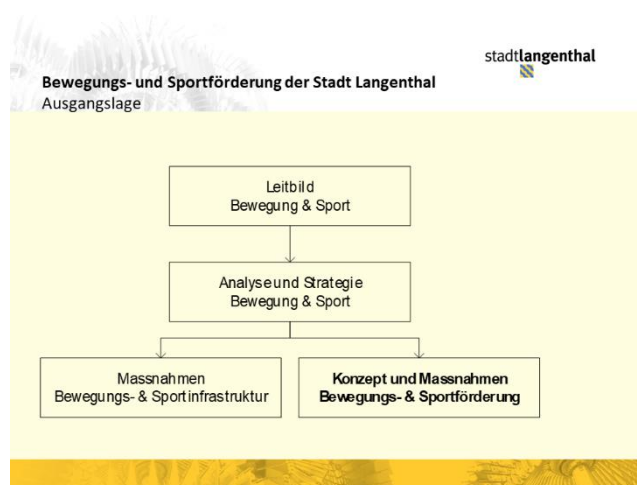 stadtlangenthal
Bewegungs- und Sportförderung der Stadt Langenthal
Ausgangslage
Leitbild
Bewegung & Sport
Analyse und Strategie
Bewegung & Sport
Massnahmen
Bewegungs- & Sportinfrastruktur
Konzept und Massnahmen
Bewegungs- & Sportförderung